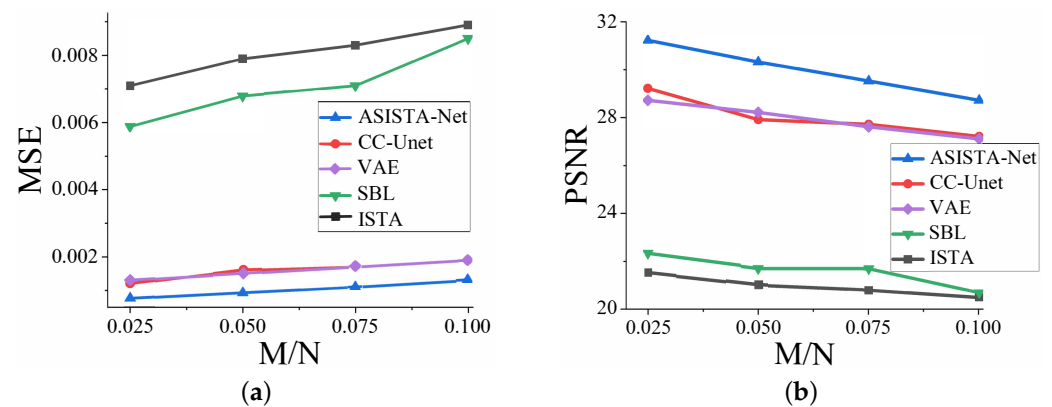 MSE
0.008
0.006
0.004
0.002
0.025 0.050 0.075 0.100
M/N
ASISTA-Net
CC-Unet
VAE
SBL
ISTA
(a)
PSNR
32
28
24
20
0.025 0.050 0.075 0.100
M/N
ASISTA-Net
CC-Unet
VAE
SBL
ISTA
(b)